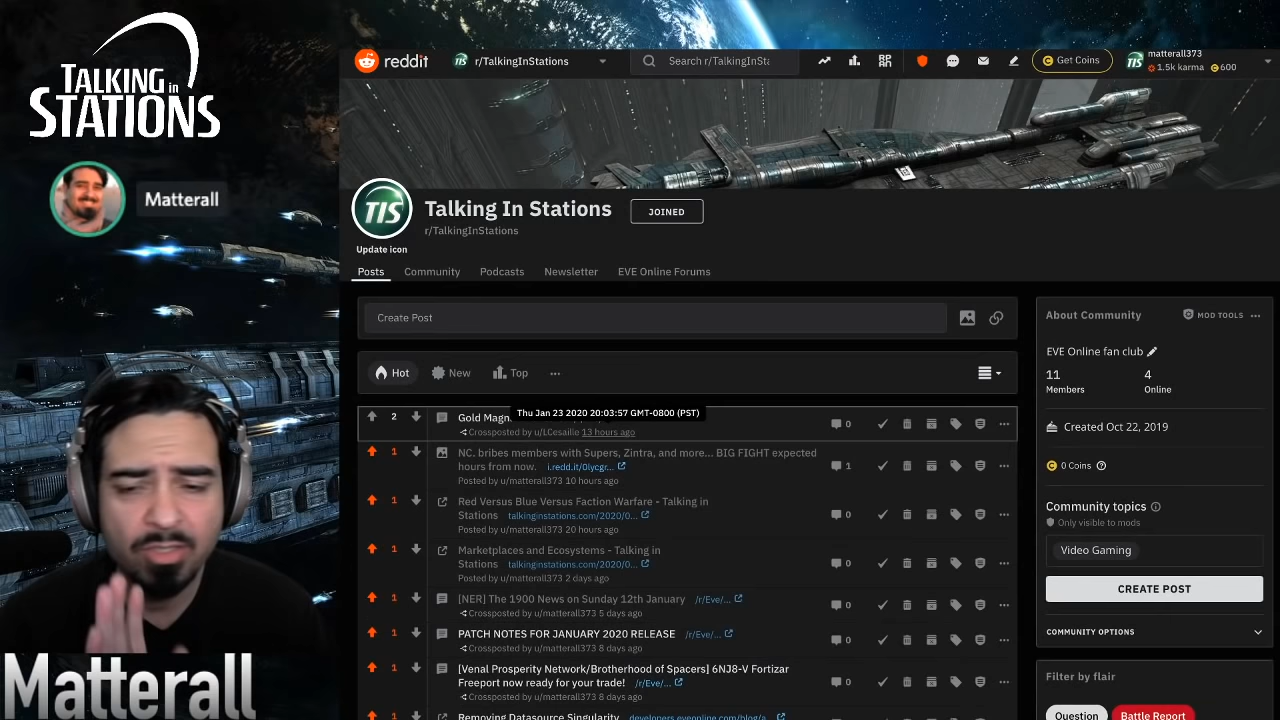 TALKING in
STATIONS
Matterall
reddit
r/TalkingInStations
Search r/TalkingInSta
Get Coins
matterall373
1.5k karma
600
TIS
Update icon
Talking In Stations
r/TalkingInStations
JOINED
Posts
Community
Podcasts
Newsletter
EVE Online Forums
Create Post
Hot
New
Top
Thu Jan 23 2020 20:03:57 GMT-0800 (PST)
2
Gold Magn
Crossposted by 13 hours ago
0
1
NC. bribes members with Supers, Zintra, and more... BIG FIGHT expected
hours from now. i.redd.it/0lycgr...
Posted by u/matterall373 10 hours ago
1
1
Red Versus Blue Versus Faction Warfare - Talking in
Stations talkinginstations.com/2020/0...
Posted by u/matterall373 20 hours ago
0
1
Marketplaces and Ecosystems - Talking in
Stations talkinginstations.com/2020/0...
Posted by u/matterall373 2 days ago
0
1
[NER] The 1900 News on Sunday 12th January /r/Eve/...
Crossposted by u/matterall373 5 days ago
0
1
PATCH NOTES FOR JANUARY 2020 RELEASE /r/Eve/...
Crossposted by u/matterall373 8 days ago
0
1
[Venal Prosperity Network/Brotherhood of Spacers] 6NJ8-V Fortizar
Freeport now ready for your trade! /r/Eve/...
Crossposted by u/matterall373 8 days ago
0
1
Removing Datasource Singularity developers.eveonline.com/blog/a...
About Community
MOD TOOLS
EVE Online fan club
11
Members
4
Online
Created Oct 22, 2019
0 Coins
Community topics
Only visible to mods
Video Gaming
CREATE POST
COMMUNITY OPTIONS
Filter by flair
Question
Battle Report
Matterall